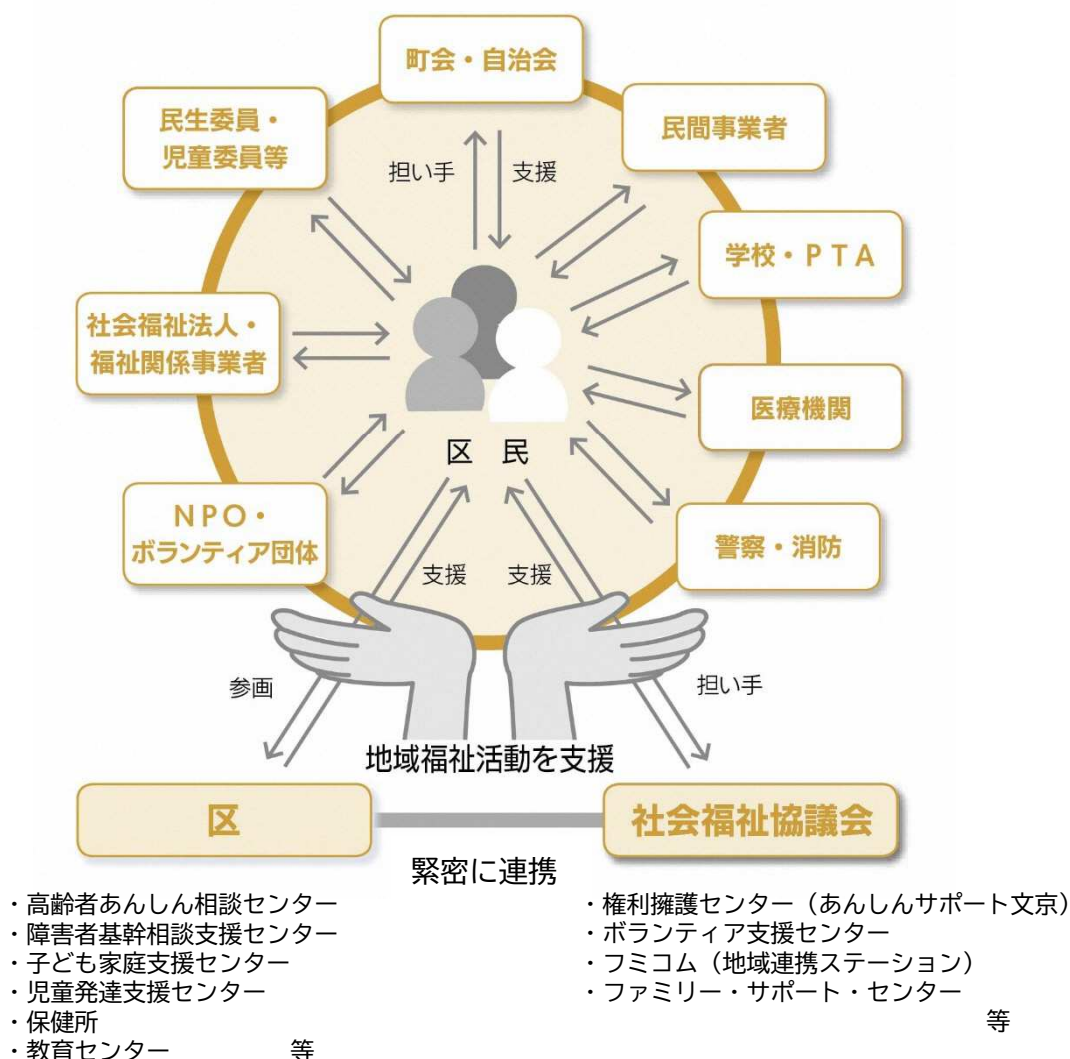 町会・自治会
民生委員・
児童委員等
民間事業者
担い手
支援
学校・ＰＴＡ
社会福祉法人・
福祉関係事業者
医療機関
区　民
ＮＰＯ・
ボランティア団体
警察・消防
支援
支援
参画
担い手
地域福祉活動を支援
区
社会福祉協議会
緊密に連携
・高齢者あんしん相談センター
・障害者基幹相談支援センター
・子ども家庭支援センター
・児童発達支援センター
・保健所
・教育センター　　　　　等
・権利擁護センター（あんしんサポート文京）
・ボランティア支援センター
・フミコム（地域連携ステーション）
・ファミリー・サポート・センター
等